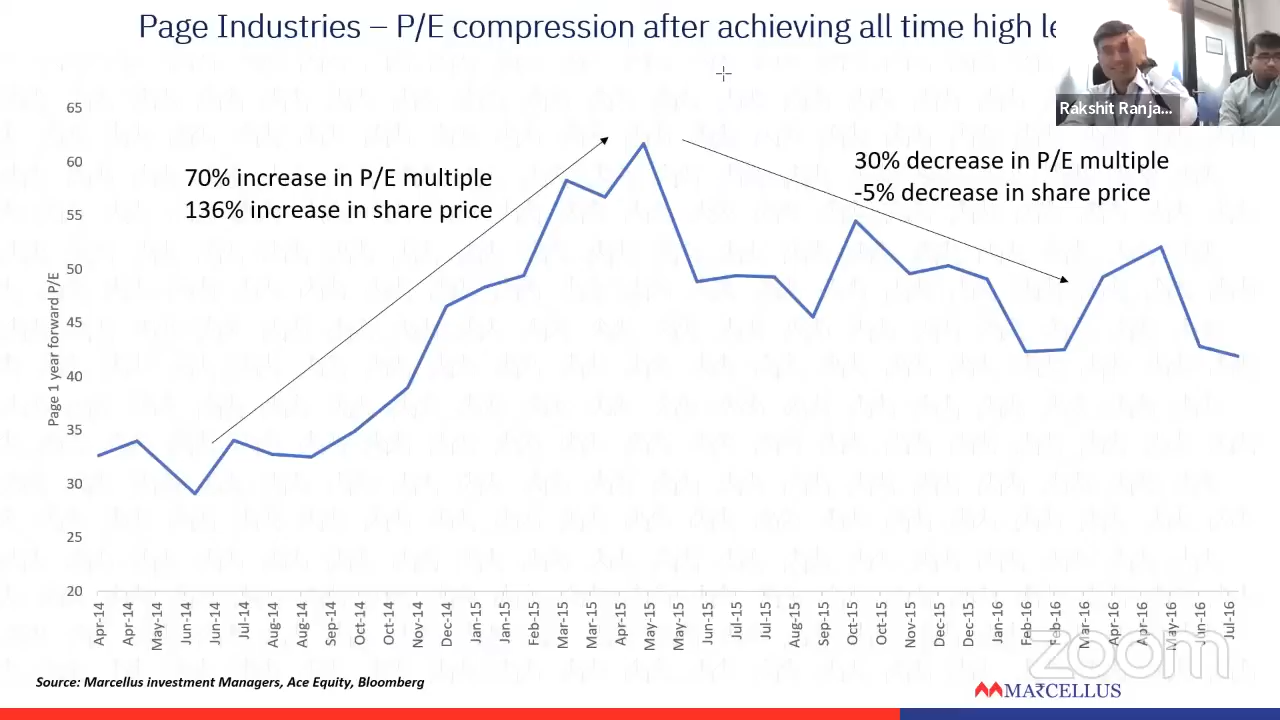 Page Industries – P/E compression after achieving all time high le
Rakshit Ranja...
70% increase in P/E multiple
136% increase in share price
30% decrease in P/E multiple
-5% decrease in share price
Page 1 year forward P/E
65
60
55
50
45
40
35
30
25
20
Apr-14
Apr-14
May-14
Jun-14
Jun-14
Jul-14
Aug-14
Aug-14
Sep-14
Oct-14
Oct-14
Nov-14
Dec-14
Jan-15
Jan-15
Feb-15
Mar-15
Mar-15
Apr-15
May-15
May-15
Jun-15
Jul-15
Jul-15
Aug-15
Sep-15
Oct-15
Oct-15
Nov-15
Dec-15
Jan-16
Feb-16
Feb-16
Mar-16
Apr-16
May-16
May-16
Jun-16
Jul-16
zoom
Source: Marcellus investment Managers, Ace Equity, Bloomberg
MARCELLUS